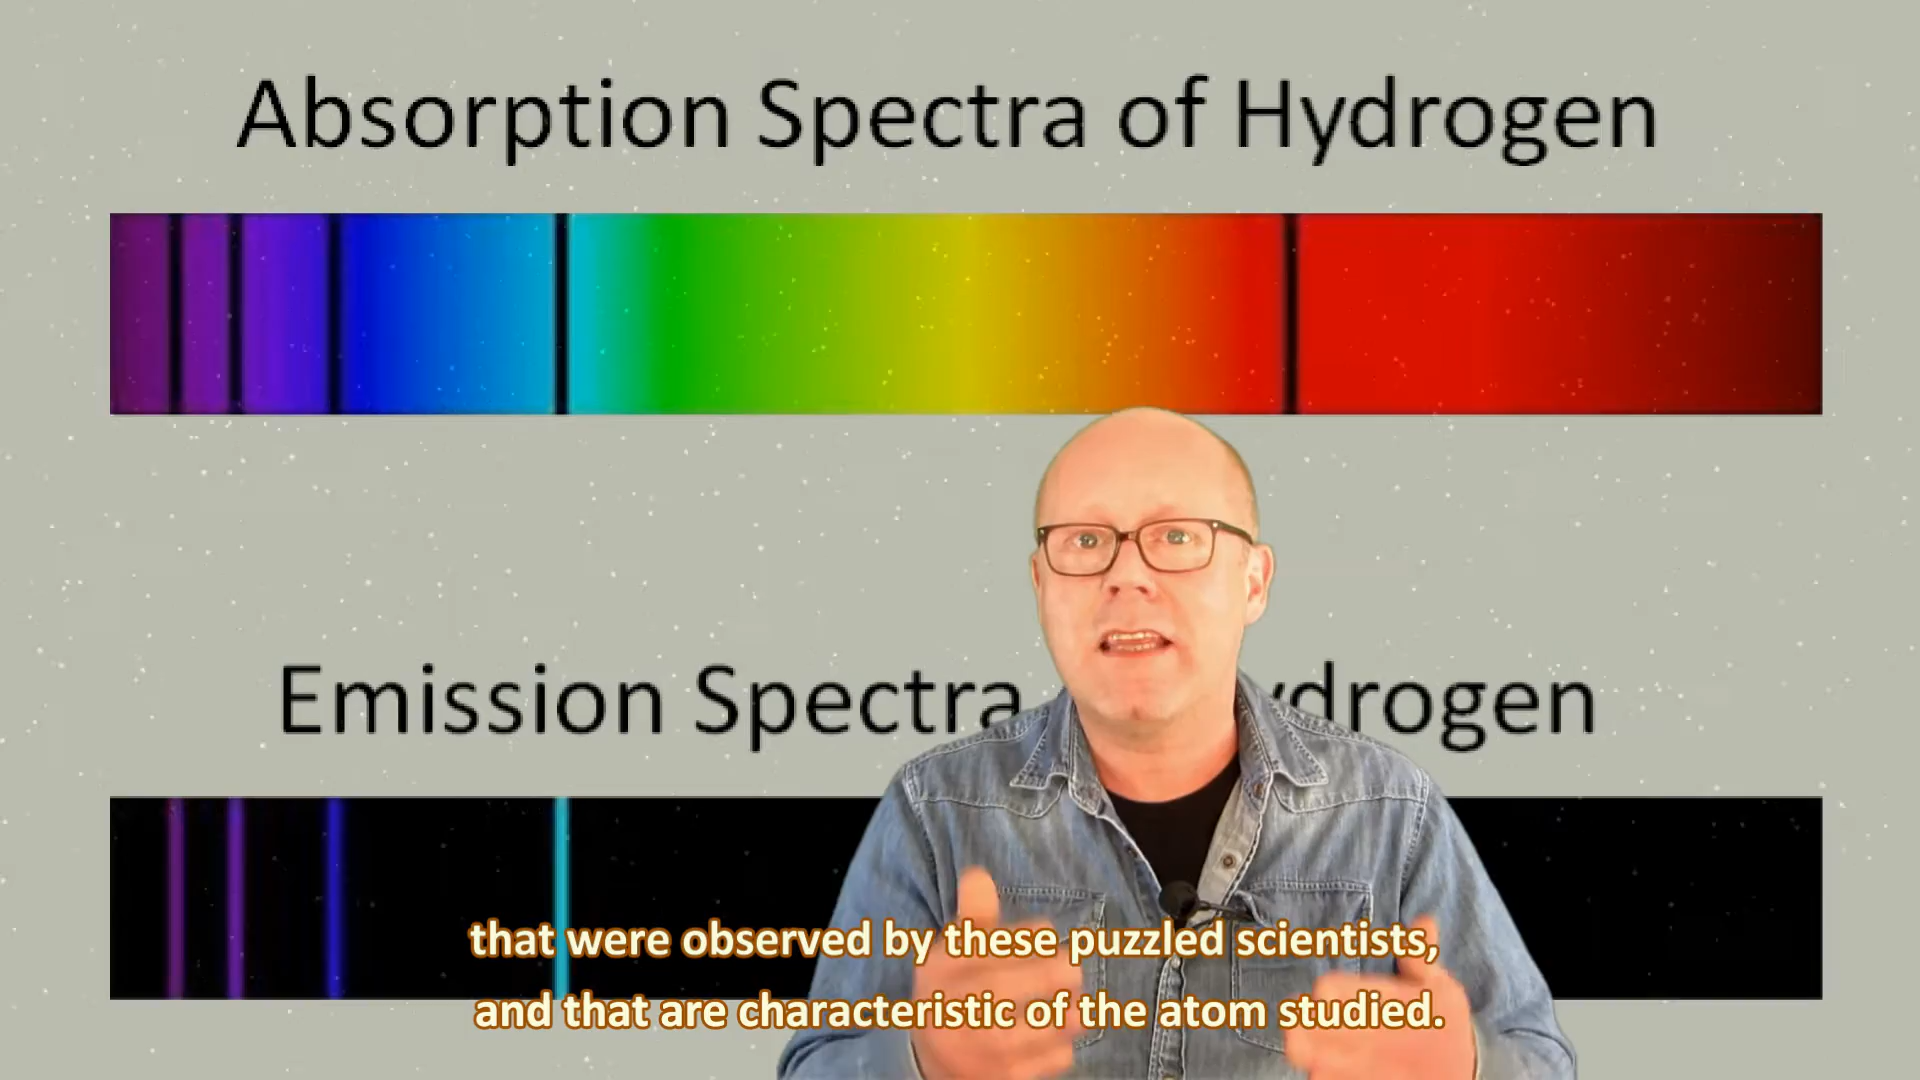 Absorption Spectra of Hydrogen
Emission Spectra drogen
that were observed by these puzzled scientists,
and that are characteristic of the atom studied.